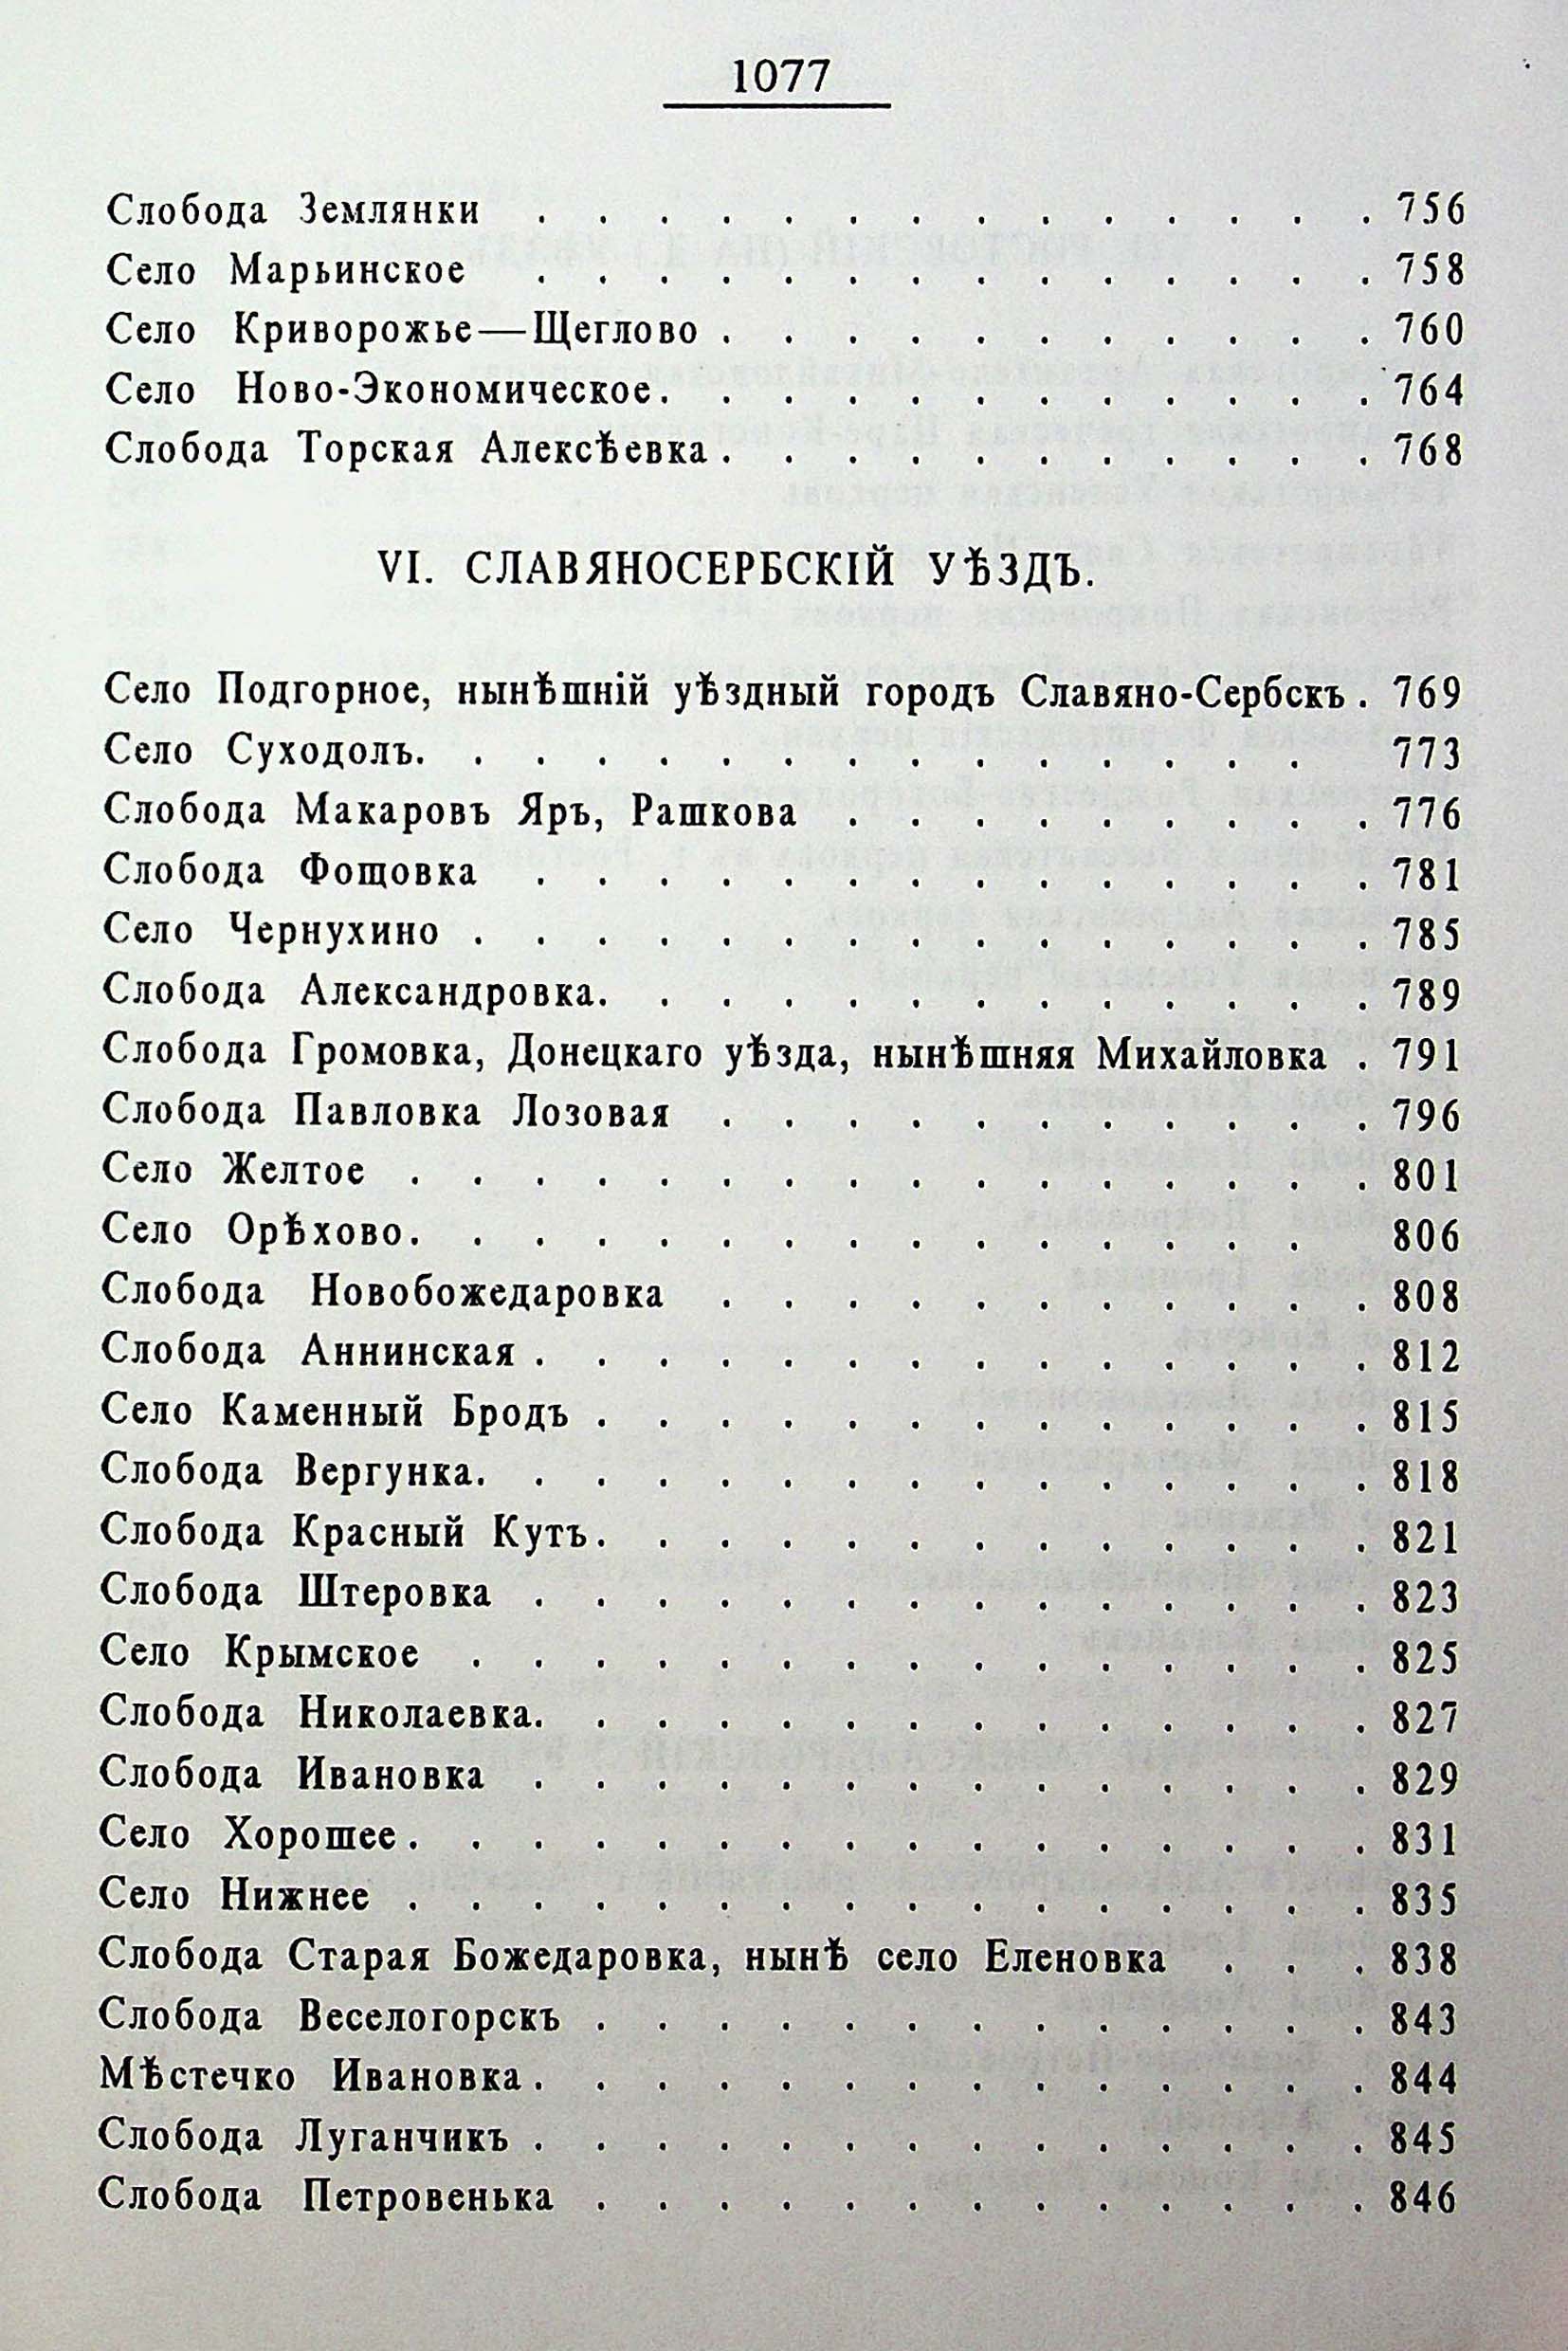 1077
Слобода Землянки . . . . . . . . . . . . . . 756
Село Марьинское . . . . . . . . . . . . . . 758
Село Криворожье—Щеглово . . . . . . . . . . . 760
Село Ново-Экономическое. . . . . . . . . . . . 764
Слобода Торская Алексѣевка . . . . . . . . . . . 768
VI. СЛАВЯНОСЕРБСКІЙ УѢЗДЪ.
Село Подгорное, нынѣшній уѣздный городъ Славяно-Сербскъ . 769
Село Суходолъ. . . . . . . . . . . . . . . 773
Слобода Макаровъ Яръ, Рашкова . . . . . . . . . 776
Слобода Фощовка . . . . . . . . . . . . . . 781
Село Чернухино . . . . . . . . . . . . . . . 785
Слобода Александровка. . . . . . . . . . . . . 789
Слобода Громовка, Донецкаго уѣзда, нынѣшняя Михайловка . 791
Слобода Павловка Лозовая . . . . . . . . . . . 796
Село Желтое . . . . . . . . . . . . . . . . 801
Село Орѣхово. . . . . . . . . . . . . . . 806
Слобода Новобожедаровка . . . . . . . . . . . 808
Слобода Аннинская . . . . . . . . . . . . . . 812
Село Каменный Бродъ . . . . . . . . . . . . . 815
Слобода Вергунка. . . . . . . . . . . . . . . 818
Слобода Красный Кутъ. . . . . . . . . . . . . 821
Слобода Штеровка . . . . . . . . . . . . . . 823
Село Крымское . . . . . . . . . . . . . . . 825
Слобода Николаевка. . . . . . . . . . . . . . 827
Слобода Ивановка . . . . . . . . . . . . . . 829
Село Хорошее . . . . . . . . . . . . . . . . 831
Село Нижнее . . . . . . . . . . . . . . . . 835
Слобода Старая Божедаровка, нынѣ село Еленовка . . . 838
Слобода Веселогорскъ . . . . . . . . . . . . . 843
Мѣстечко Ивановка . . . . . . . . . . . . . . 844
Слобода Луганчикъ . . . . . . . . . . . . . . 845
Слобода Петровенька . . . . . . . . . . . . . 846